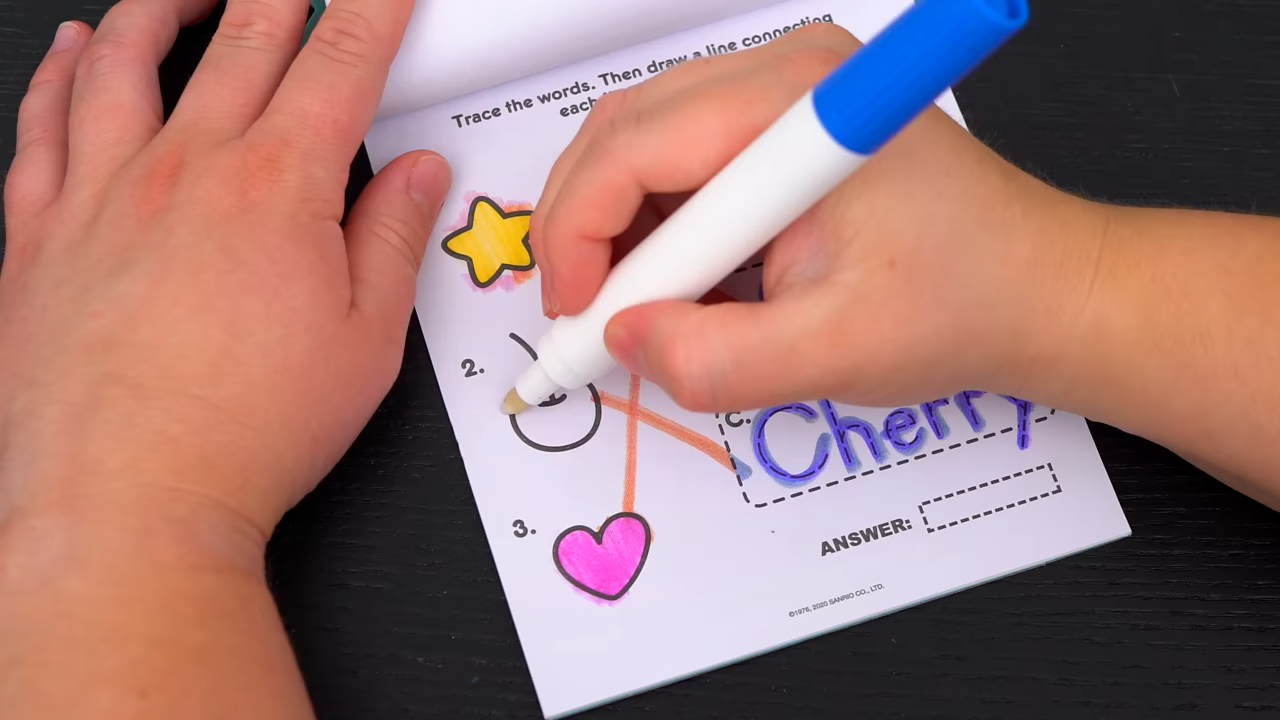 Trace the words. Then draw a line connecting
each
2.
C. Cherry
3.
ANSWER:
©1976, 2020 SANRIO CO., LTD.